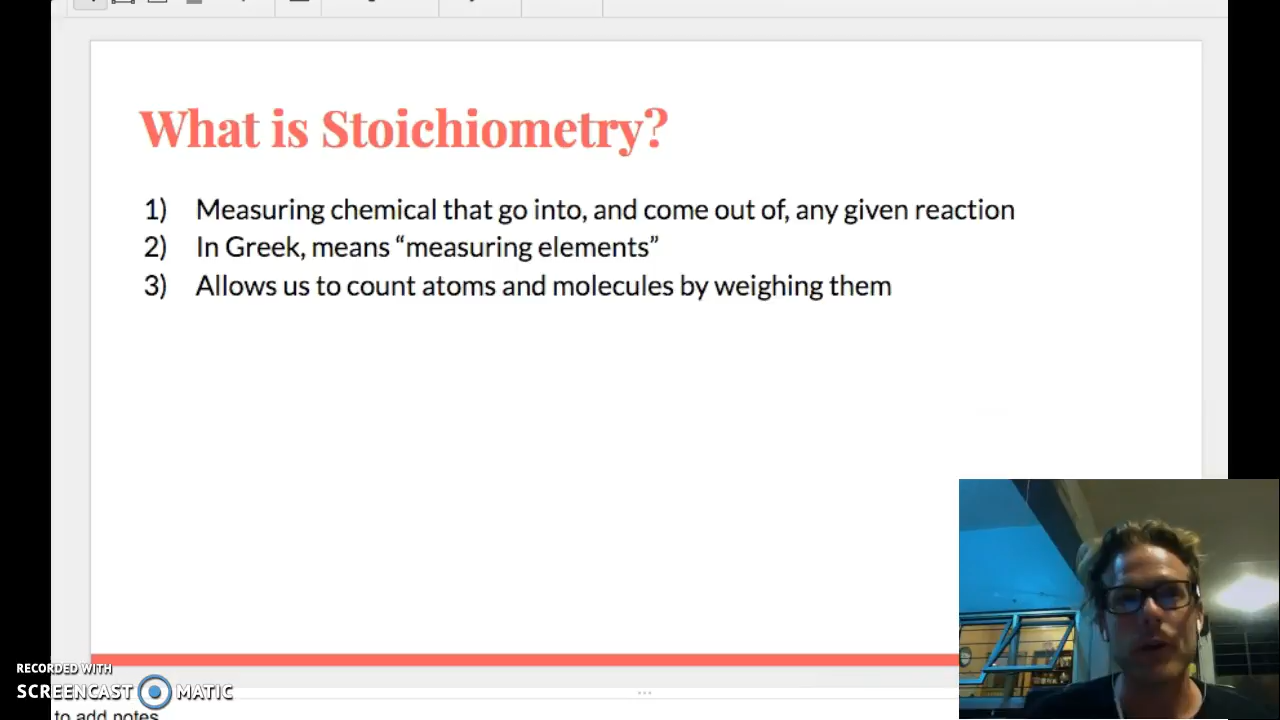 What is Stoichiometry?
1) Measuring chemical that go into, and come out of, any given reaction
2) In Greek, means “measuring elements”
3) Allows us to count atoms and molecules by weighing them
RECORDED WITH
SCREENCAST MATIC
to add notes